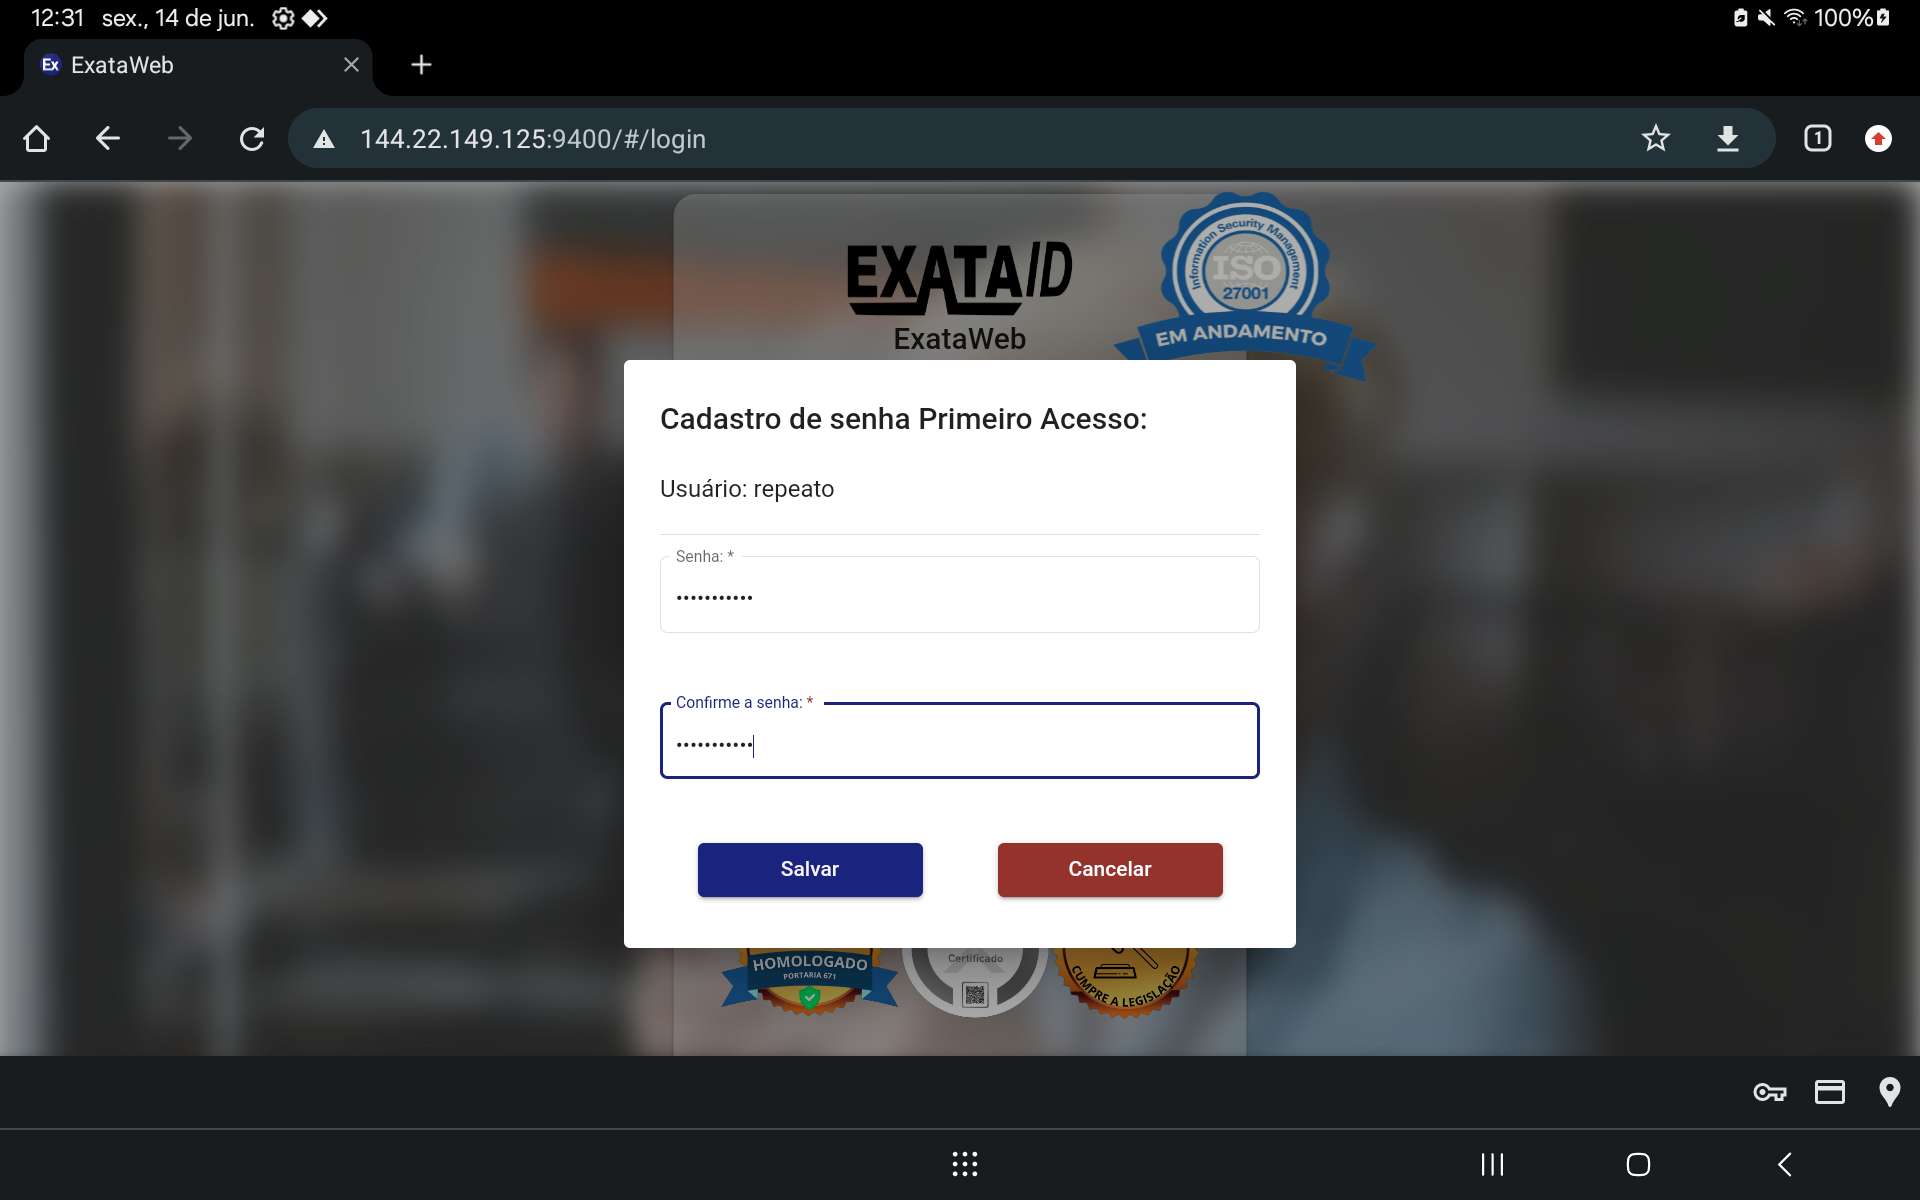 12:31 sex., 14 de jun.
100%
Ex ExataWeb
144.22.149.125:9400/#/login
1
EXATAID
ExataWeb
Information Security Management
ISO
27001
EM ANDAMENTO
Cadastro de senha Primeiro Acesso:
Usuário: repeato
Senha: *
•••••••••••
Confirme a senha: *
•••••••••••
Salvar
Cancelar
HOMOLOGADO
PORTARIA 671
Certificado
CUMPRE A LEGISLAÇÃO